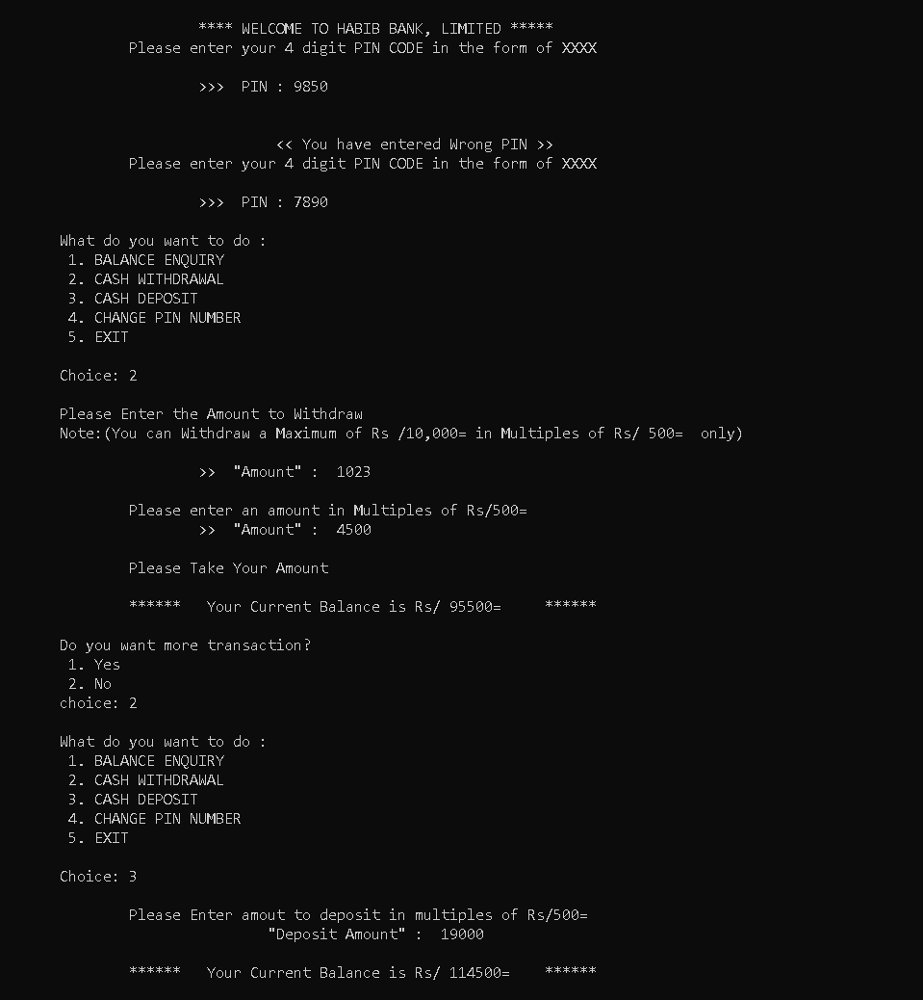 **** WELCOME TO HABIB BANK, LIMITED *****
Please enter your 4 digit PIN CODE in the form of XXXX
>>>  PIN : 9850
<< You have entered Wrong PIN >>
Please enter your 4 digit PIN CODE in the form of XXXX
>>>  PIN : 7890
What do you want to do :
1. BALANCE ENQUIRY
2. CASH WITHDRAWAL
3. CASH DEPOSIT
4. CHANGE PIN NUMBER
5. EXIT
Choice: 2
Please Enter the Amount to Withdraw
Note:(You can Withdraw a Maximum of Rs /10,000= in Multiples of Rs/ 500=  only)
>>  "Amount" :  1023
Please enter an amount in Multiples of Rs/500=
>>  "Amount" :  4500
Please Take Your Amount
******   Your Current Balance is Rs/ 95500=     ******
Do you want more transaction?
1. Yes
2. No
choice: 2
What do you want to do :
1. BALANCE ENQUIRY
2. CASH WITHDRAWAL
3. CASH DEPOSIT
4. CHANGE PIN NUMBER
5. EXIT
Choice: 3
Please Enter amout to deposit in multiples of Rs/500=
"Deposit Amount" :  19000
******   Your Current Balance is Rs/ 114500=    ******